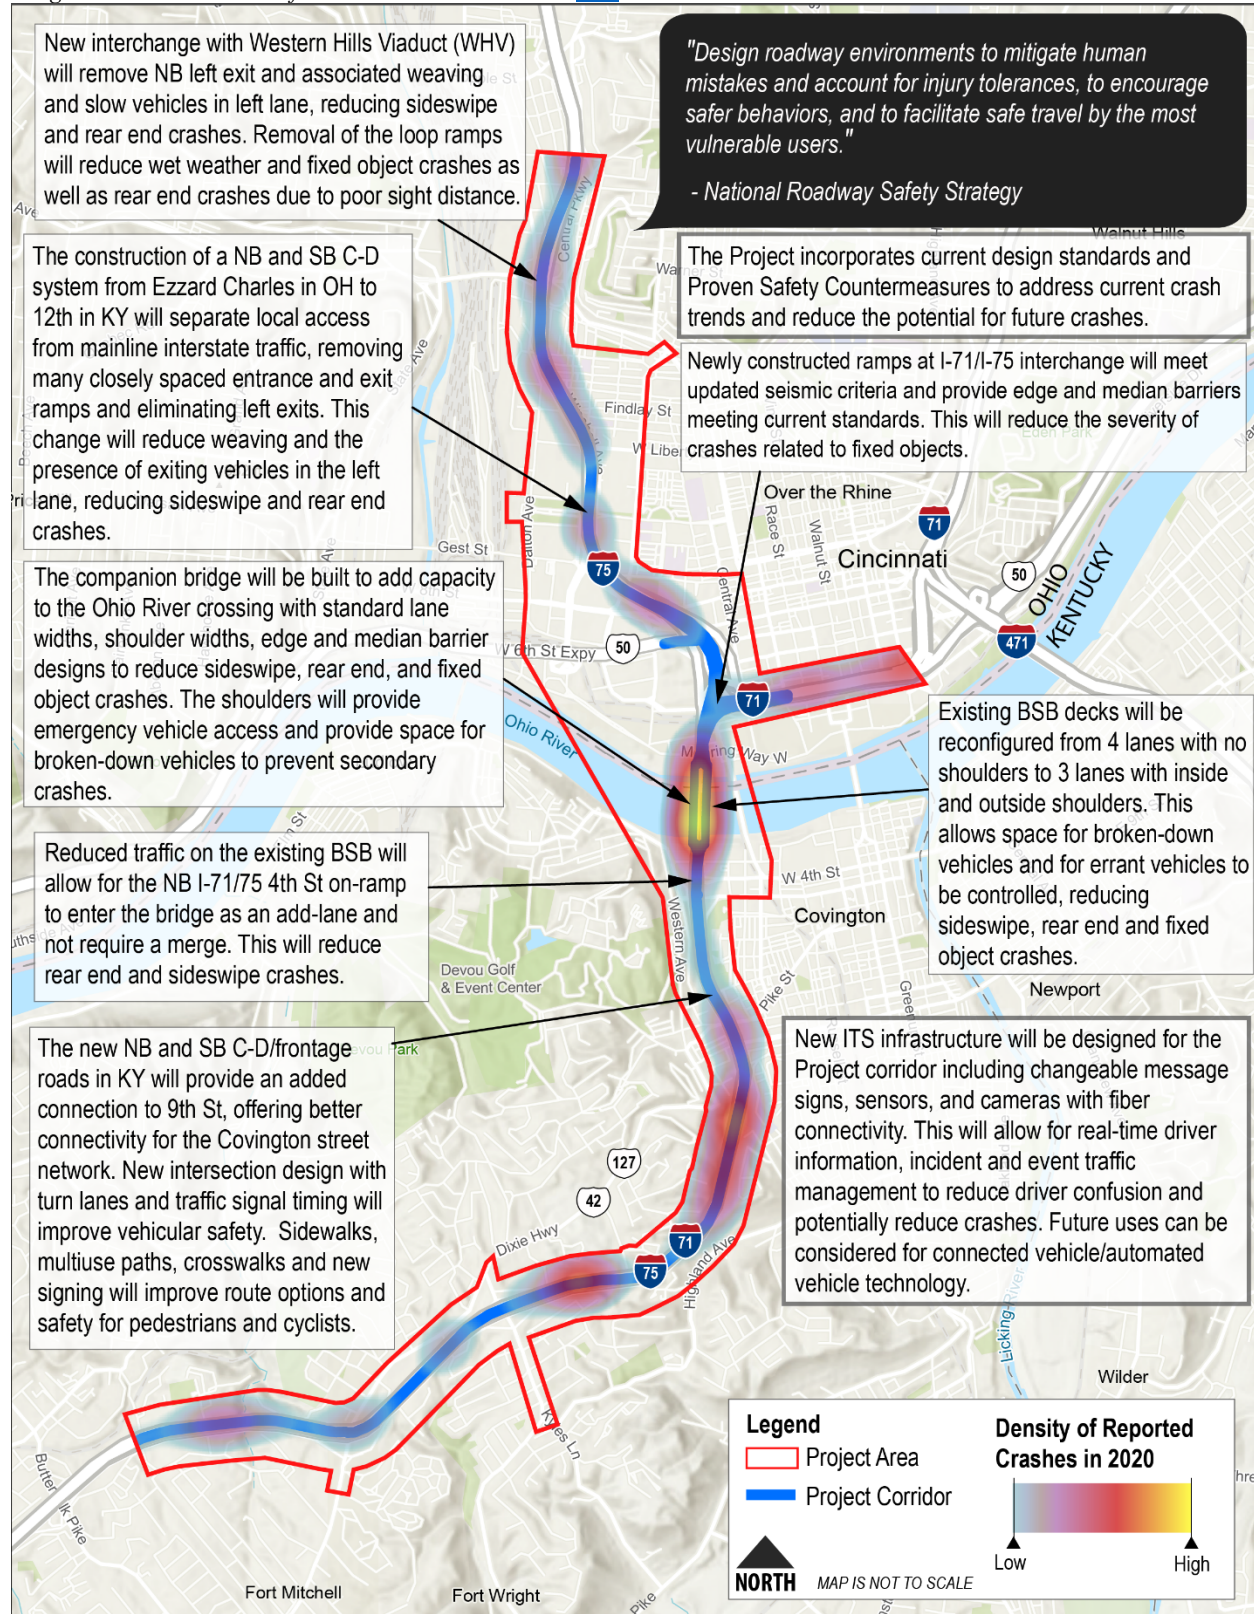 New interchange with Western Hills Viaduct (WHV)
will remove NB left exit and associated weaving
and slow vehicles in left lane, reducing sideswipe
and rear end crashes. Removal of the loop ramps
will reduce wet weather and fixed object crashes as
well as rear end crashes due to poor sight distance.
"Design roadway environments to mitigate human
mistakes and account for injury tolerances, to encourage
safer behaviors, and to facilitate safe travel by the most
vulnerable users."
- National Roadway Safety Strategy
The construction of a NB and SB C-D
system from Ezzard Charles in OH to
12th in KY will separate local access
from mainline interstate traffic, removing
many closely spaced entrance and exit
ramps and eliminating left exits. This
change will reduce weaving and the
presence of exiting vehicles in the left
lane, reducing sideswipe and rear end
crashes.
The Project incorporates current design standards and
Proven Safety Countermeasures to address current crash
trends and reduce the potential for future crashes.
Newly constructed ramps at I-71/I-75 interchange will meet
updated seismic criteria and provide edge and median barriers
meeting current standards. This will reduce the severity of
crashes related to fixed objects.
The companion bridge will be built to add capacity
to the Ohio River crossing with standard lane
widths, shoulder widths, edge and median barrier
designs to reduce sideswipe, rear end, and fixed
object crashes. The shoulders will provide
emergency vehicle access and provide space for
broken-down vehicles to prevent secondary
crashes.
Existing BSB decks will be
reconfigured from 4 lanes with no
shoulders to 3 lanes with inside
and outside shoulders. This
allows space for broken-down
vehicles and for errant vehicles to
be controlled, reducing
sideswipe, rear end and fixed
object crashes.
Reduced traffic on the existing BSB will
allow for the NB I-71/75 4th St on-ramp
to enter the bridge as an add-lane and
not require a merge. This will reduce
rear end and sideswipe crashes.
The new NB and SB C-D/frontage
roads in KY will provide an added
connection to 9th St, offering better
connectivity for the Covington street
network. New intersection design with
turn lanes and traffic signal timing will
improve vehicular safety. Sidewalks,
multiuse paths, crosswalks and new
signing will improve route options and
safety for pedestrians and cyclists.
New ITS infrastructure will be designed for the
Project corridor including changeable message
signs, sensors, and cameras with fiber
connectivity. This will allow for real-time driver
information, incident and event traffic
management to reduce driver confusion and
potentially reduce crashes. Future uses can be
considered for connected vehicle/automated
vehicle technology.
Central Pkwy
Walnut Hills
Findlay St
Eden Park
Over the Rhine
Race St
Walnut St
Dalton Ave
Gest St
Central Ave
Cincinnati
71
50
OHIO
KENTUCKY
471
75
W 6th St Expy
50
71
Ohio River
W 4th St
Covington
Western Ave
Devou Golf
& Event Center
Pike St
Newport
127
42
Dixie Hwy
71
75
Highland Ave
Licking River
Wilder
Kyles Ln
Fort Mitchell
Fort Wright
Pike
Legend
Project Area
Project Corridor
NORTH
MAP IS NOT TO SCALE
Density of Reported
Crashes in 2020
Low
High